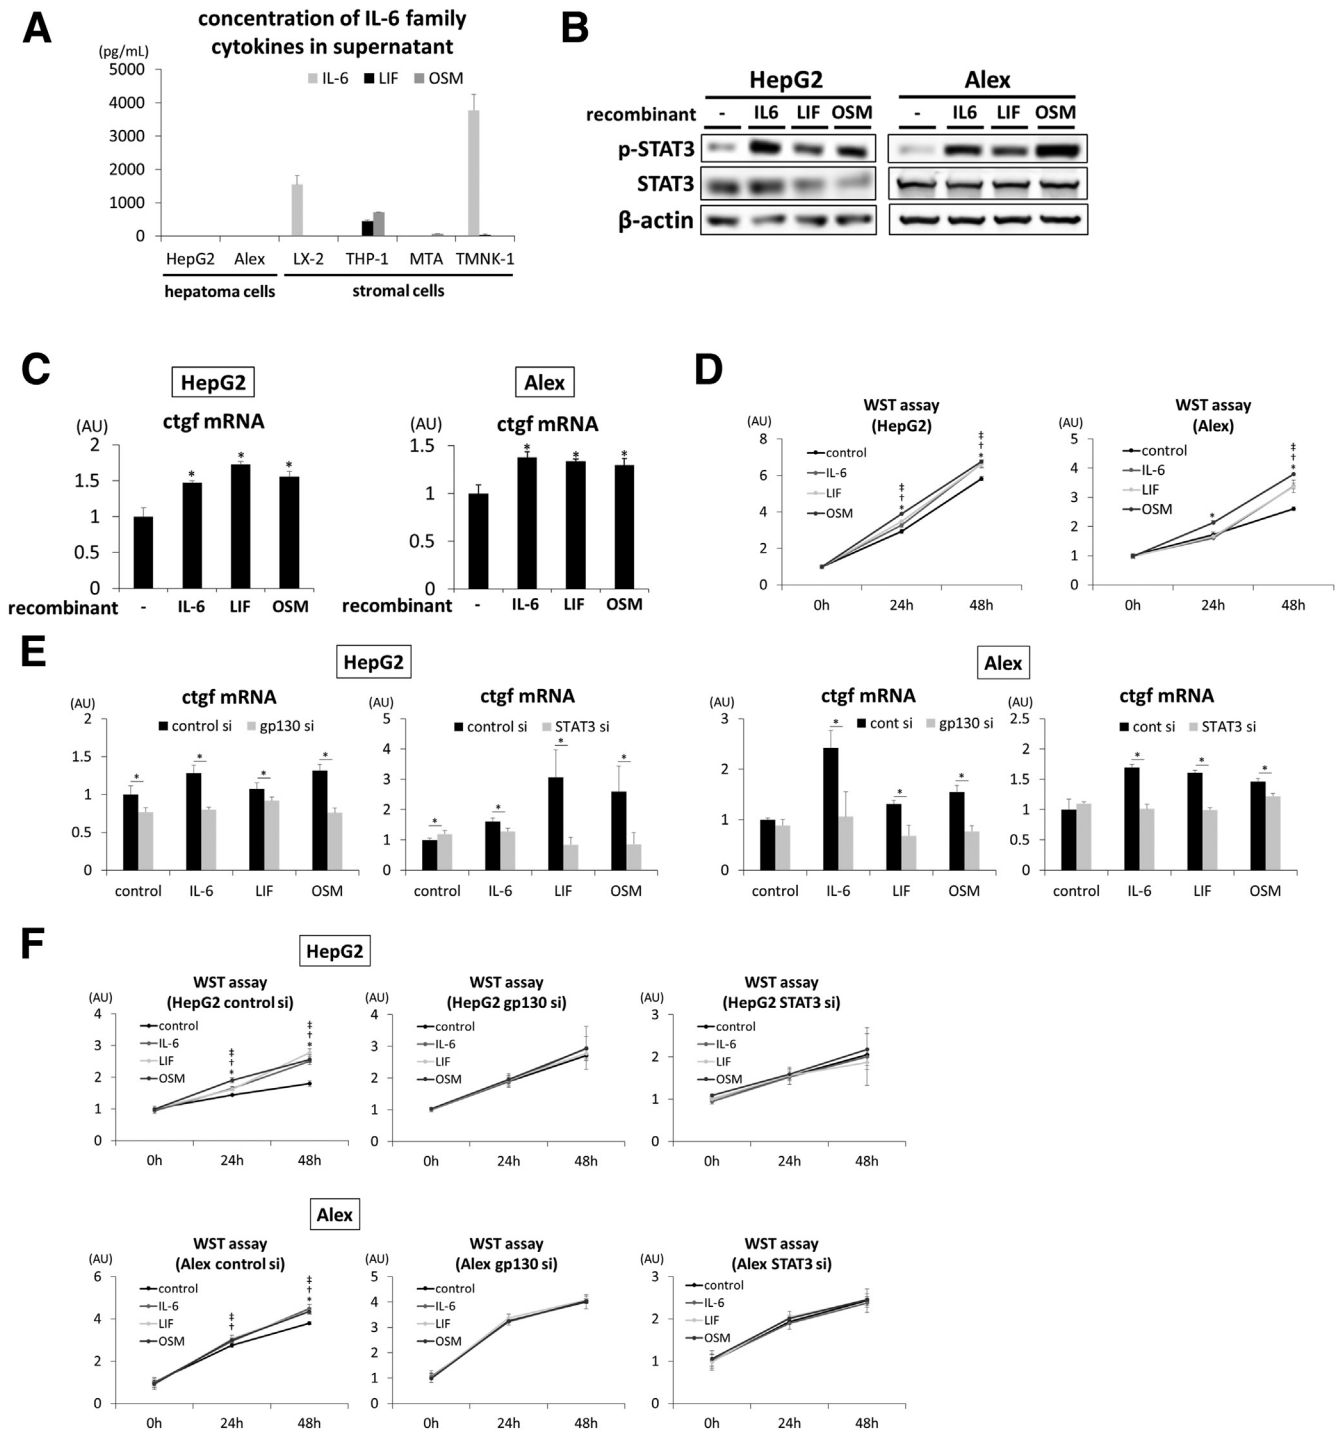 A
concentration of IL-6 family
cytokines in supernatant
(pg/mL)
5000
4000
3000
2000
1000
0
IL-6 LIF OSM
HepG2 Alex LX-2 THP-1 MTA TMNK-1
hepatoma cells stromal cells
B
HepG2 Alex
recombinant - IL6 LIF OSM - IL6 LIF OSM
p-STAT3
STAT3
β-actin
C
HepG2
ctgf mRNA
(AU)
2
1.5
1
0.5
0
* * *
recombinant - IL-6 LIF OSM
Alex
ctgf mRNA
(AU)
1.5
1
0.5
0
* * *
recombinant - IL-6 LIF OSM
D
WST assay
(HepG2)
(AU)
8
6
4
2
0
control
IL-6
LIF
OSM
‡
†
*
‡
†
*
0h 24h 48h
WST assay
(Alex)
(AU)
5
4
3
2
1
0
control
IL-6
LIF
OSM
*
‡
†
*
0h 24h 48h
E
HepG2
ctgf mRNA
(AU)
control si gp130 si
2
1.5
1
0.5
0
* * * *
control IL-6 LIF OSM
ctgf mRNA
(AU)
control si STAT3 si
5
4
3
2
1
0
* * * *
control IL-6 LIF OSM
Alex
ctgf mRNA
(AU)
cont si gp130 si
3
2
1
0
* * *
control IL-6 LIF OSM
ctgf mRNA
(AU)
cont si STAT3 si
2.5
2
1.5
1
0.5
0
* * *
control IL-6 LIF OSM
F
HepG2
WST assay
(HepG2 control si)
(AU)
4
3
2
1
0
control
IL-6
LIF
OSM
‡
†
*
‡
†
*
0h 24h 48h
WST assay
(HepG2 gp130 si)
(AU)
4
3
2
1
0
control
IL-6
LIF
OSM
0h 24h 48h
WST assay
(HepG2 STAT3 si)
(AU)
3
2
1
0
control
IL-6
LIF
OSM
0h 24h 48h
Alex
WST assay
(Alex control si)
(AU)
6
4
2
0
control
IL-6
LIF
OSM
‡
†
‡
†
*
0h 24h 48h
WST assay
(Alex gp130 si)
(AU)
5
4
3
2
1
0
control
IL-6
LIF
OSM
0h 24h 48h
WST assay
(Alex STAT3 si)
(AU)
3
2
1
0
control
IL-6
LIF
OSM
0h 24h 48h